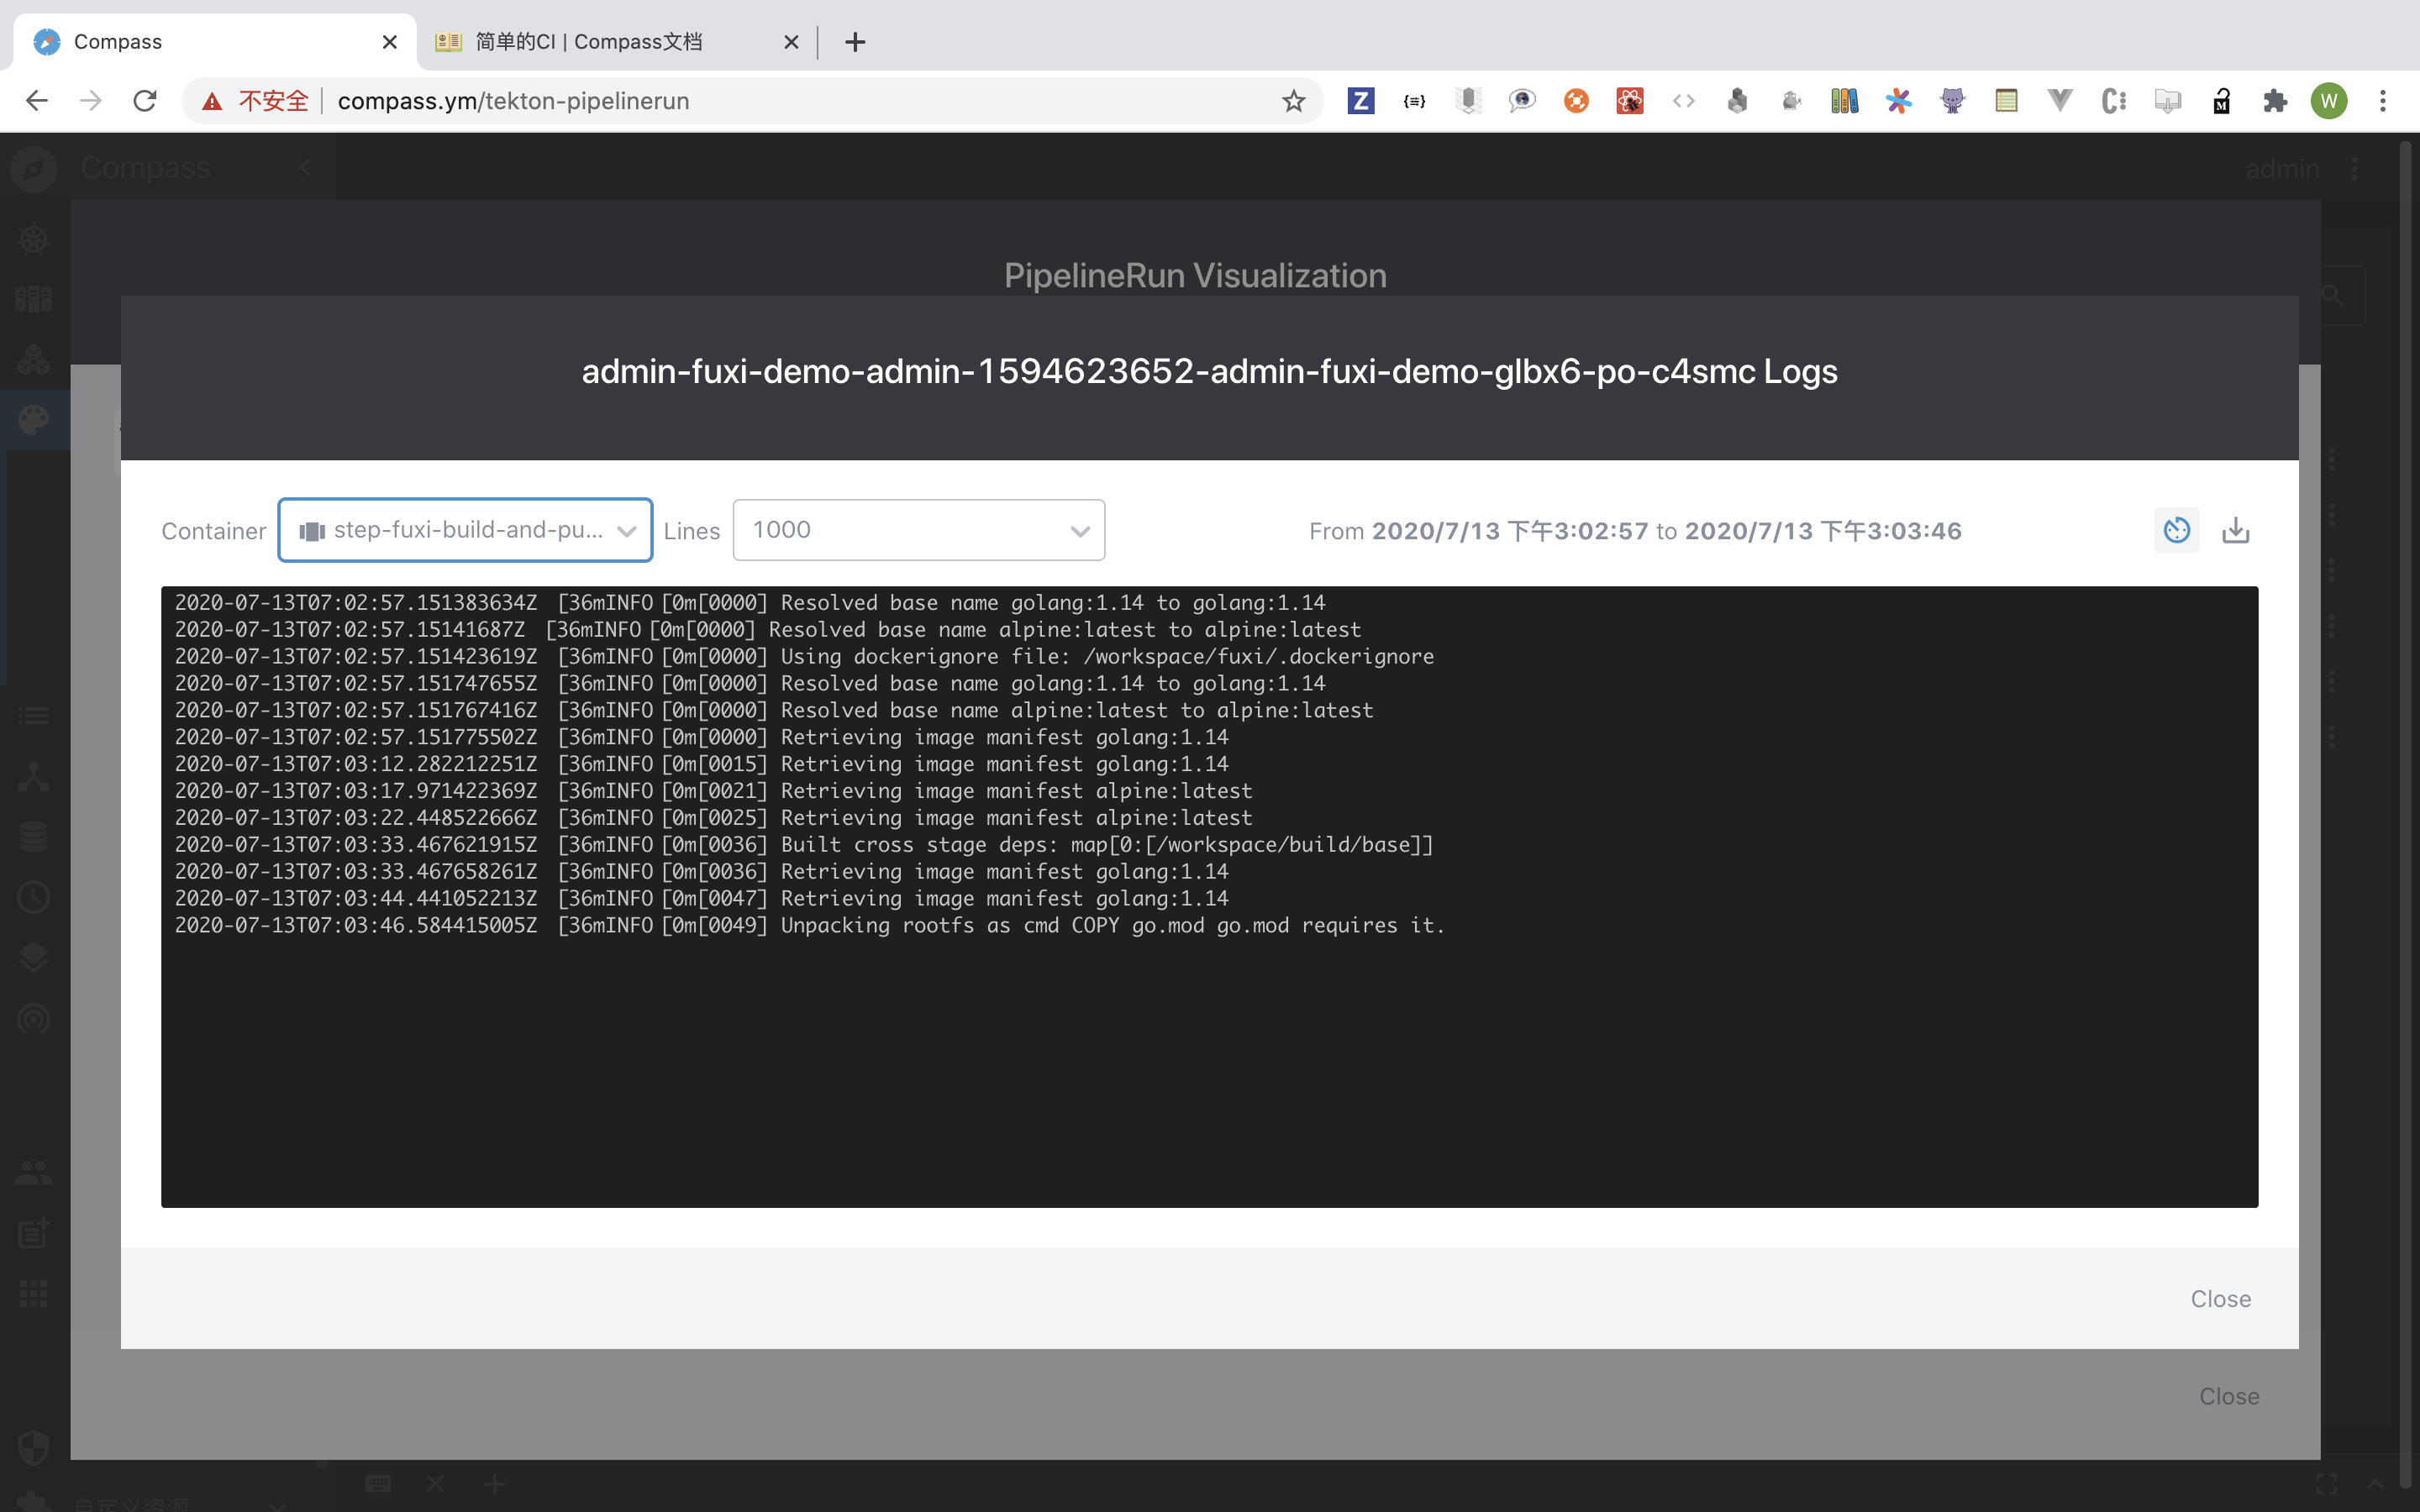 Compass
简单的CI | Compass文档
不安全
compass.ym/tekton-pipelinerun
W
Compass
admin
PipelineRun Visualization
admin-fuxi-demo-admin-1594623652-admin-fuxi-demo-glbx6-po-c4smc Logs
Container
step-fuxi-build-and-pu...
Lines
1000
From 2020/7/13 下午3:02:57 to 2020/7/13 下午3:03:46
2020-07-13T07:02:57.151383634Z [36mINFO[0m[0000] Resolved base name golang:1.14 to golang:1.14
2020-07-13T07:02:57.15141687Z [36mINFO[0m[0000] Resolved base name alpine:latest to alpine:latest
2020-07-13T07:02:57.151423619Z [36mINFO[0m[0000] Using dockerignore file: /workspace/fuxi/.dockerignore
2020-07-13T07:02:57.151747655Z [36mINFO[0m[0000] Resolved base name golang:1.14 to golang:1.14
2020-07-13T07:02:57.151767416Z [36mINFO[0m[0000] Resolved base name alpine:latest to alpine:latest
2020-07-13T07:02:57.151775502Z [36mINFO[0m[0000] Retrieving image manifest golang:1.14
2020-07-13T07:03:12.282212251Z [36mINFO[0m[0015] Retrieving image manifest golang:1.14
2020-07-13T07:03:17.971422369Z [36mINFO[0m[0021] Retrieving image manifest alpine:latest
2020-07-13T07:03:22.448522666Z [36mINFO[0m[0025] Retrieving image manifest alpine:latest
2020-07-13T07:03:33.467621915Z [36mINFO[0m[0036] Built cross stage deps: map[0:[/workspace/build/base]]
2020-07-13T07:03:33.467658261Z [36mINFO[0m[0036] Retrieving image manifest golang:1.14
2020-07-13T07:03:44.441052213Z [36mINFO[0m[0047] Retrieving image manifest golang:1.14
2020-07-13T07:03:46.584415005Z [36mINFO[0m[0049] Unpacking rootfs as cmd COPY go.mod go.mod requires it.
Close
Close
自定义资源